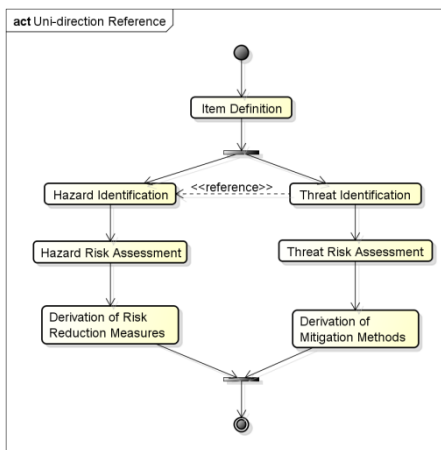 act Uni-direction Reference
Item Definition
<<reference>>
Hazard Identification
Threat Identification
Hazard Risk Assessment
Threat Risk Assessment
Derivation of Risk
Reduction Measures
Derivation of
Mitigation Methods